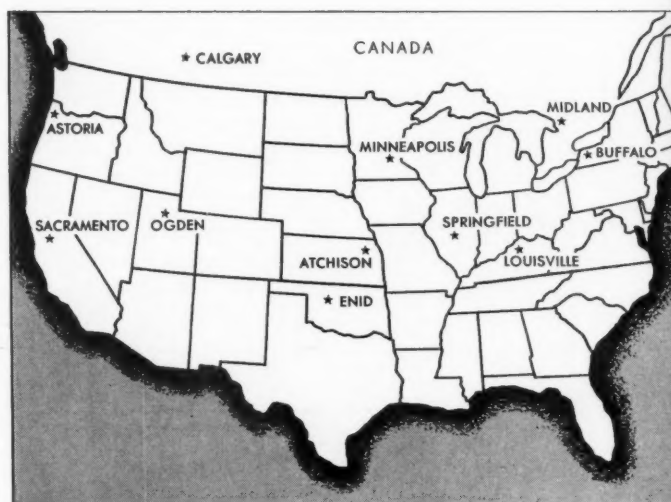 CANADA
★ CALGARY
★ MIDLAND
★ ASTORIA
MINNEAPOLIS ★
★ BUFFALO
SACRAMENTO ★
★ OGDEN
SPRINGFIELD ★
ATCHISON ★
★ LOUISVILLE
★ ENID